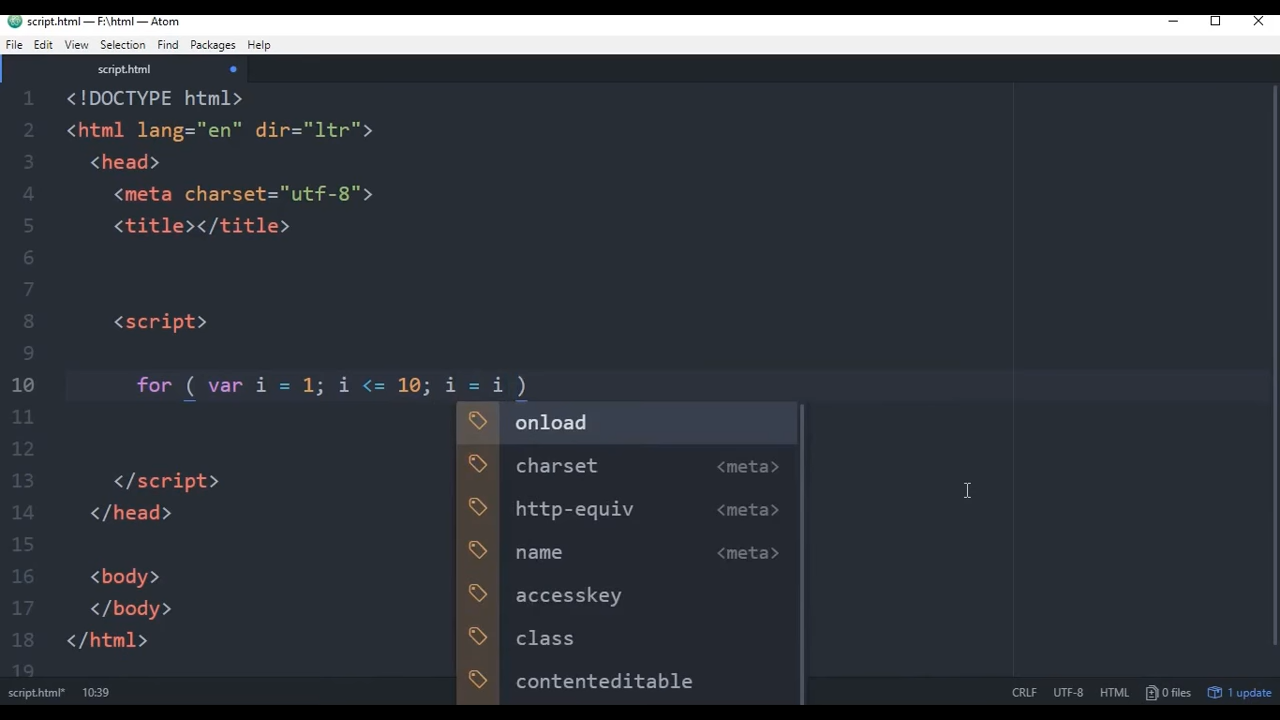 script.html — F:\html — Atom
File Edit View Selection Find Packages Help
script.html
1 <!DOCTYPE html>
2 <html lang="en" dir="ltr">
3 <head>
4 <meta charset="utf-8">
5 <title></title>
6
7
8 <script>
9
10 for ( var i = 1; i <= 10; i = i )
11
12
13 </script>
14 </head>
15
16 <body>
17 </body>
18 </html>
19
onload
charset <meta>
http-equiv <meta>
name <meta>
accesskey
class
contenteditable
script.html* 10:39 CRLF UTF-8 HTML 0 files 1 update